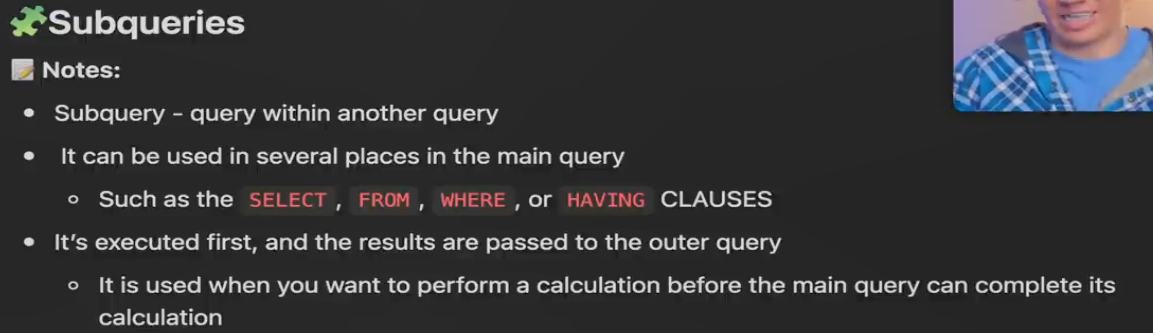 Subqueries
Notes:
Subquery - query within another query
It can be used in several places in the main query
Such as the SELECT, FROM, WHERE, or HAVING CLAUSES
It's executed first, and the results are passed to the outer query
It is used when you want to perform a calculation before the main query can complete its
calculation